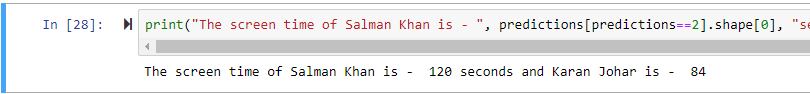 In [28]: print("The screen time of Salman Khan is - ", predictions[predictions==2].shape[0], "se
The screen time of Salman Khan is -  120 seconds and Karan Johar is -  84